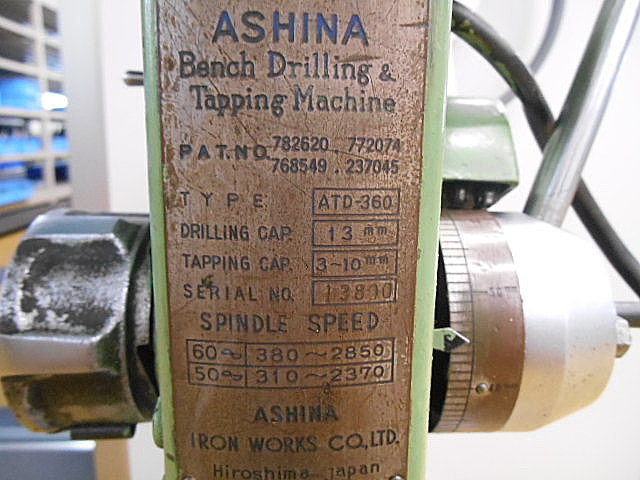 ASHINA
Bench Drilling &
Tapping Machine
PAT.NO. 782620 . 772074
768549 . 237045
TYPE ATD-360
DRILLING CAP. 13 mm
TAPPING CAP. 3~10 mm
SERIAL NO.
SPINDLE SPEED
60~ 380~2850
50~ 310~2370
ASHINA
IRON WORKS CO., LTD.
Hiroshima Japan